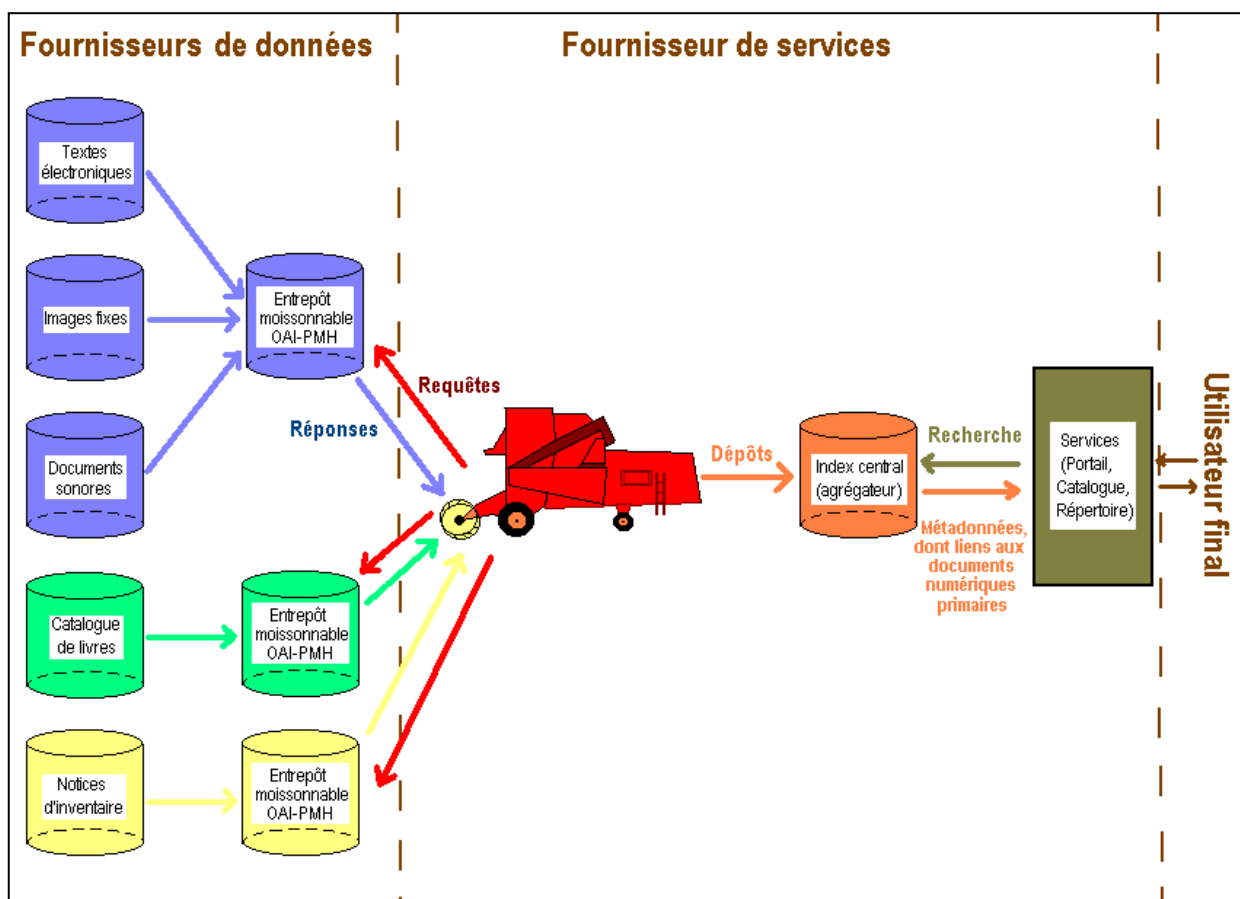 Fournisseurs de données
Fournisseur de services
Textes
électroniques
Images fixes
Documents
sonores
Entrepôt
moissonnable
OAI-PMH
Requêtes
Réponses
Catalogue
de livres
Entrepôt
moissonnable
OAI-PMH
Notices
d'inventaire
Entrepôt
moissonnable
OAI-PMH
Dépôts
Index central
(agrégateur)
Recherche
Métadonnées,
dont liens aux
documents
numériques
primaires
Services
(Portail,
Catalogue,
Répertoire)
Utilisateur final